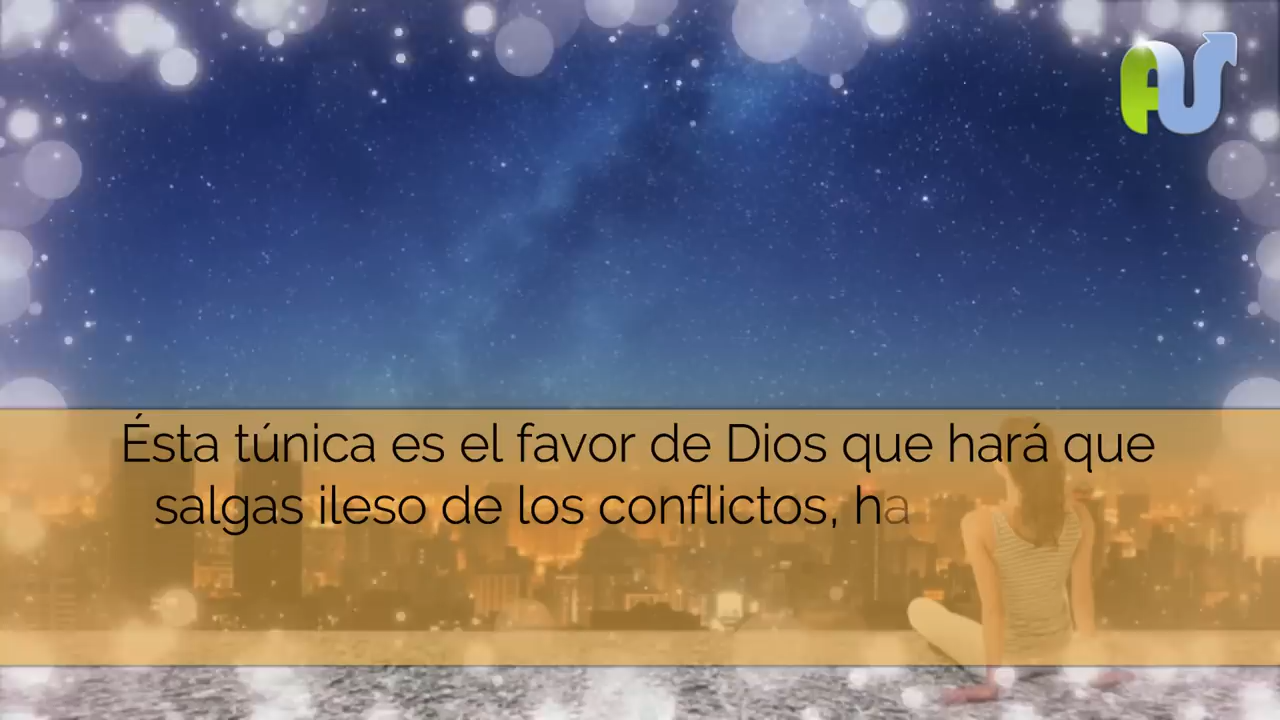 Ésta túnica es el favor de Dios que hará que
salgas ileso de los conflictos, ha